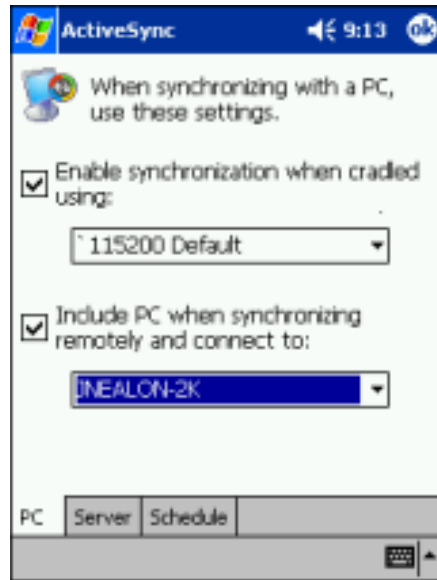 ActiveSync 9:13 ok
When synchronizing with a PC,
use these settings.
Enable synchronization when cradled
using:
` 115200 Default
Include PC when synchronizing
remotely and connect to:
JNEALON-2K
PC Server Schedule